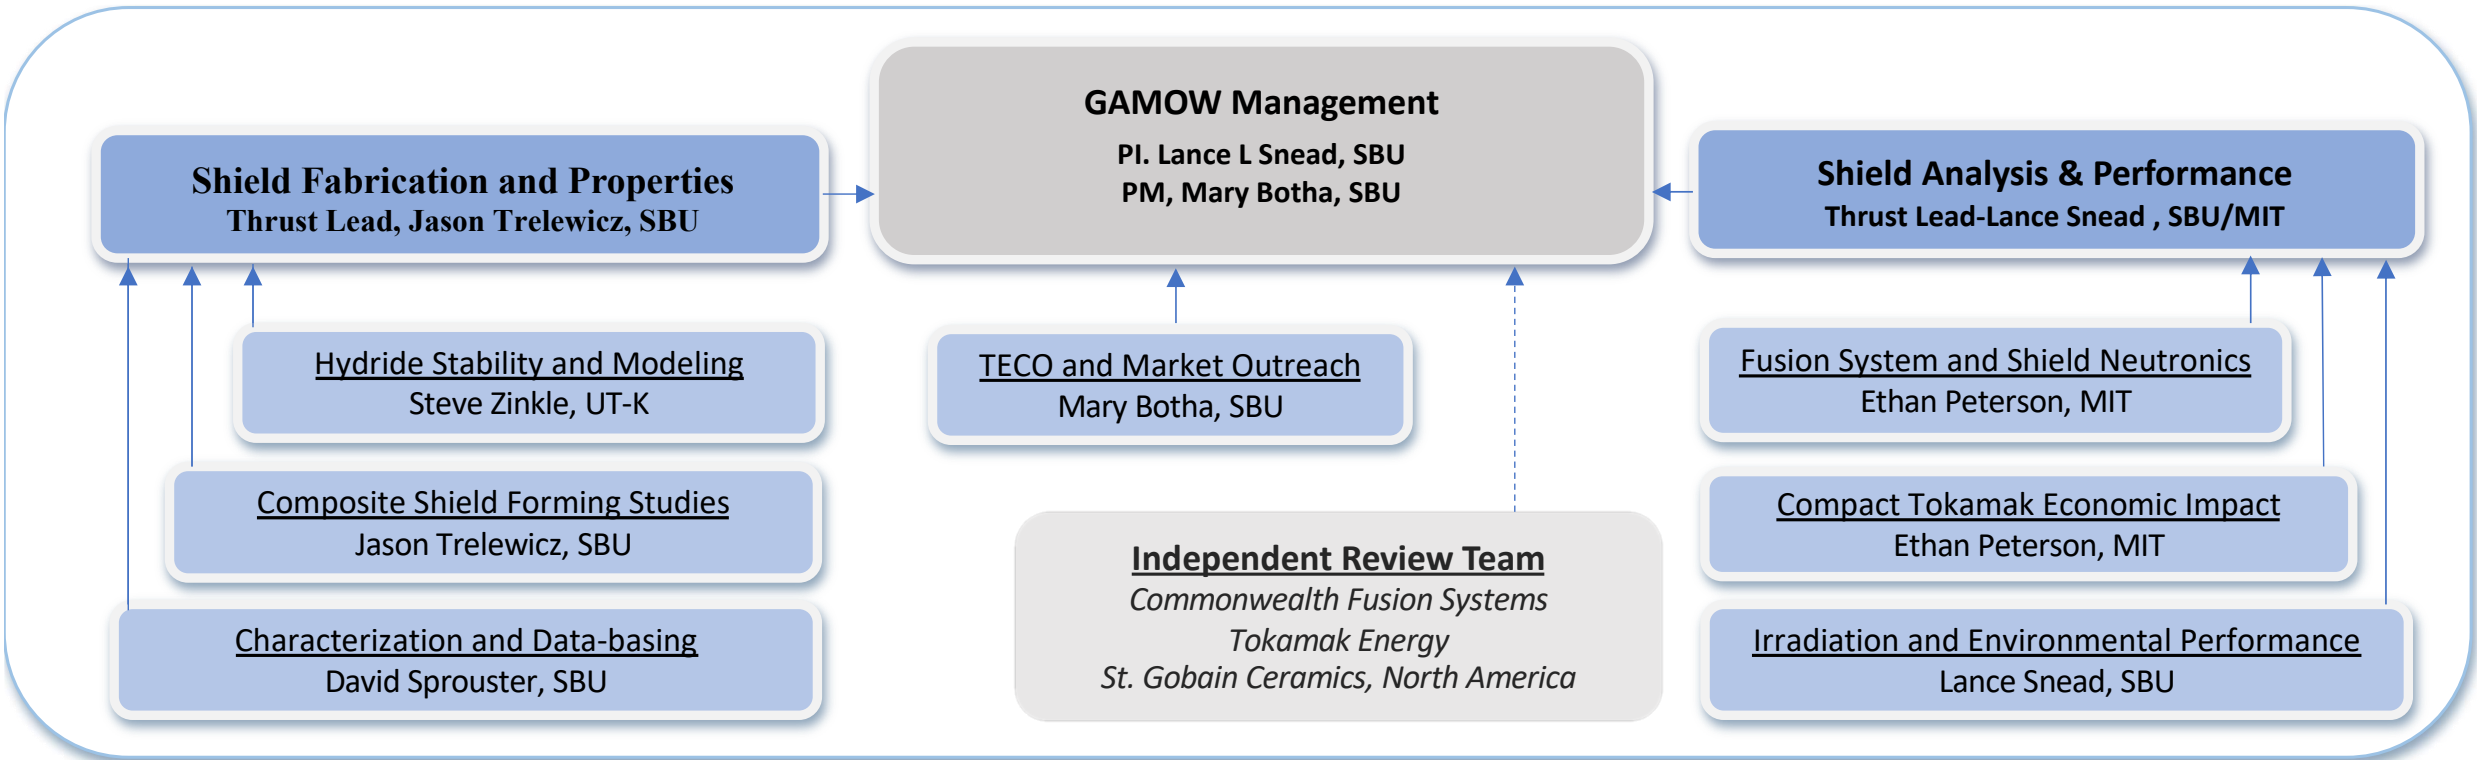 GAMOW Management
PI. Lance L Snead, SBU
PM, Mary Botha, SBU
Shield Fabrication and Properties
Thrust Lead, Jason Trelewicz, SBU
Shield Analysis & Performance
Thrust Lead-Lance Snead , SBU/MIT
Hydride Stability and Modeling
Steve Zinkle, UT-K
Composite Shield Forming Studies
Jason Trelewicz, SBU
Characterization and Data-basing
David Sprouster, SBU
TECO and Market Outreach
Mary Botha, SBU
Independent Review Team
Commonwealth Fusion Systems
Tokamak Energy
St. Gobain Ceramics, North America
Fusion System and Shield Neutronics
Ethan Peterson, MIT
Compact Tokamak Economic Impact
Ethan Peterson, MIT
Irradiation and Environmental Performance
Lance Snead, SBU